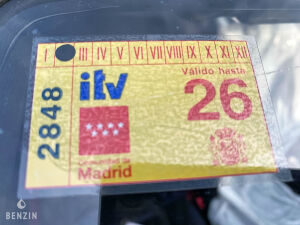 I III IV V VI VII VIII IX X XI XII
2848
itv
Válido hasta
26
Comunidad de
Madrid
BENZIN